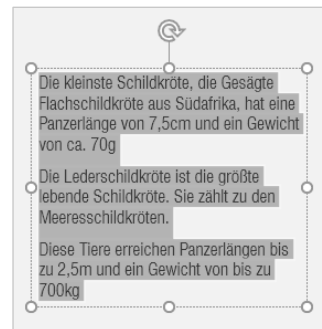 Die kleinste Schildkröte, die Gesägte
Flachschildkröte aus Südafrika, hat eine
Panzerlänge von 7,5cm und ein Gewicht
von ca. 70g
Die Lederschildkröte ist die größte
lebende Schildkröte. Sie zählt zu den
Meeresschildkröten.
Diese Tiere erreichen Panzerlängen bis
zu 2,5m und ein Gewicht von bis zu
700kg